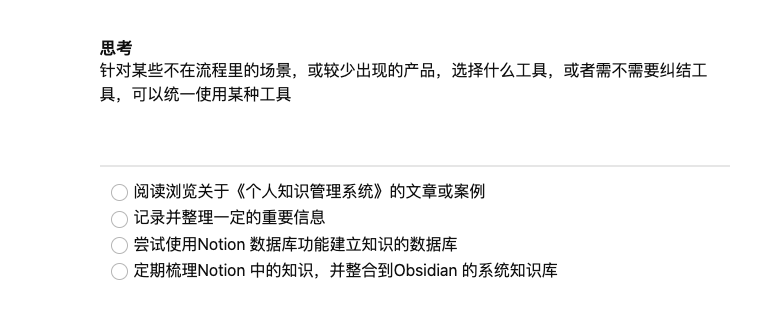 思考
针对某些不在流程里的场景，或较少出现的产品，选择什么工具，或者需不需要纠结工
具，可以统一使用某种工具
阅读浏览关于《个人知识管理系统》的文章或案例
记录并整理一定的重要信息
尝试使用Notion 数据库功能建立知识的数据库
定期梳理Notion 中的知识，并整合到Obsidian 的系统知识库